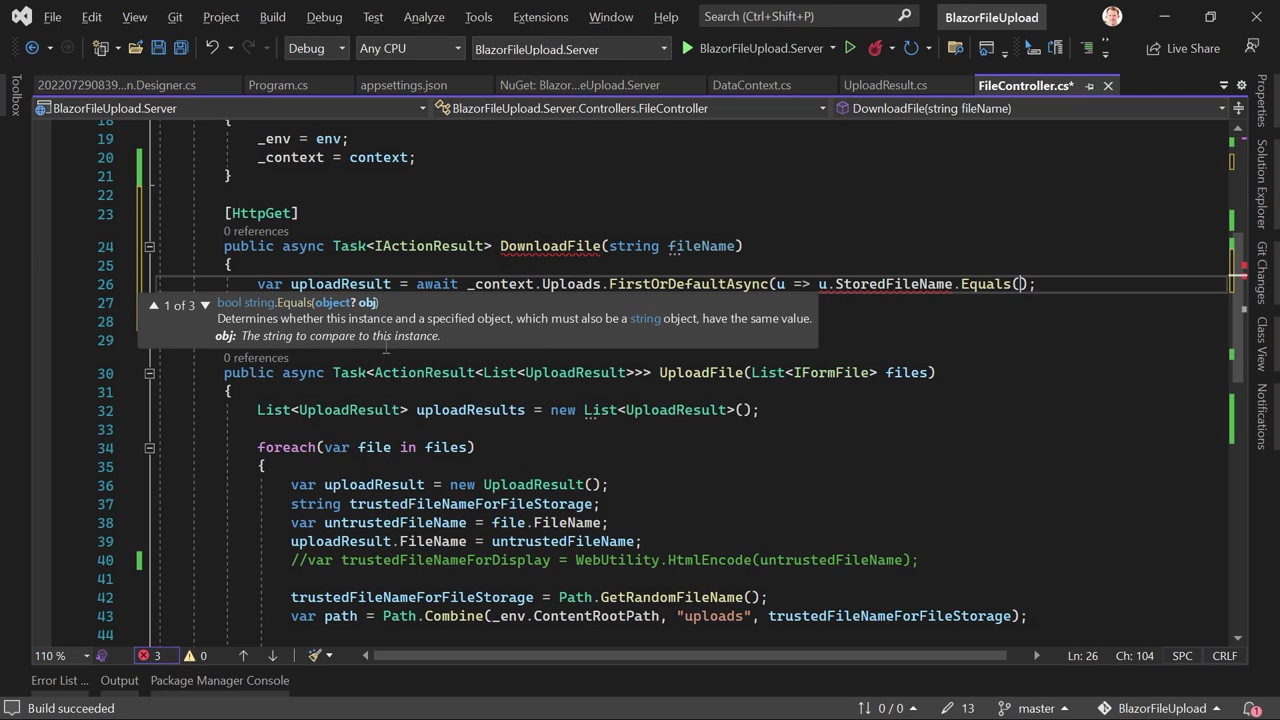 File Edit View Git Project Build Debug Test Analyze Tools Extensions Window Help Search (Ctrl+Shift+P) BlazorFileUpload
Debug Any CPU BlazorFileUpload.Server BlazorFileUpload.Server Live Share
202207290839...n.Designer.cs Program.cs appsettings.json NuGet: Blazor...eUpload.Server DataContext.cs UploadResult.cs FileController.cs*
BlazorFileUpload.Server BlazorFileUpload.Server.Controllers.FileController DownloadFile(string fileName)
18 {
19 _env = env;
20 _context = context;
21 }
22
23 [HttpGet]
0 references
24 public async Task<IActionResult> DownloadFile(string fileName)
25 {
26 var uploadResult = await _context.Uploads.FirstOrDefaultAsync(u => u.StoredFileName.Equals();
27 1 of 3 bool string.Equals(object? obj)
Determines whether this instance and a specified object, which must also be a string object, have the same value.
28
29 obj: The string to compare to this instance.
0 references
30 public async Task<ActionResult<List<UploadResult>>> UploadFile(List<IFormFile> files)
31 {
32 List<UploadResult> uploadResults = new List<UploadResult>();
33
34 foreach(var file in files)
35 {
36 var uploadResult = new UploadResult();
37 string trustedFileNameForFileStorage;
38 var untrustedFileName = file.FileName;
39 uploadResult.FileName = untrustedFileName;
40 //var trustedFileNameForDisplay = WebUtility.HtmlEncode(untrustedFileName);
41
42 trustedFileNameForFileStorage = Path.GetRandomFileName();
43 var path = Path.Combine(_env.ContentRootPath, "uploads", trustedFileNameForFileStorage);
44
110 % 3 0 Ln: 26 Ch: 104 SPC CRLF
Error List ... Output Package Manager Console
Build succeeded 0 / 0 13 master BlazorFileUpload 1
Toolbox
Properties
Solution Explorer
Git Changes
Class View
Notifications